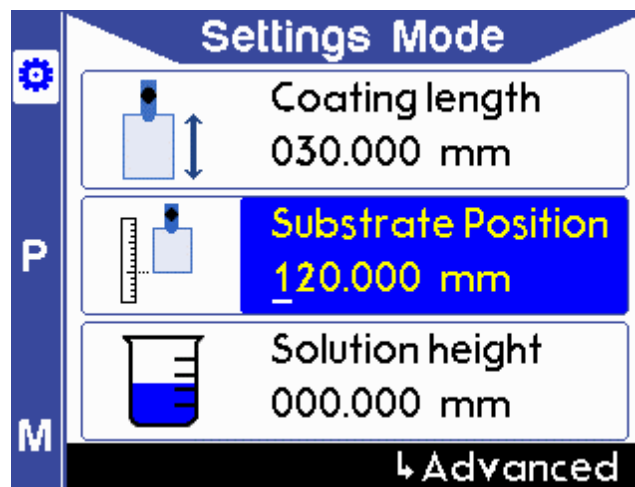 Settings Mode
Coating length
030.000 mm
P
Substrate Position
120.000 mm
Solution height
000.000 mm
M
↳ Advanced